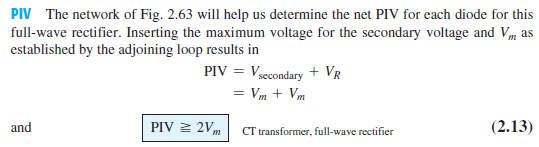 PIV The network of Fig. 2.63 will help us determine the net PIV for each diode for this
full-wave rectifier. Inserting the maximum voltage for the secondary voltage and Vm as
established by the adjoining loop results in
PIV = Vsecondary + VR
= Vm + Vm
and PIV ≧ 2Vm CT transformer, full-wave rectifier (2.13)